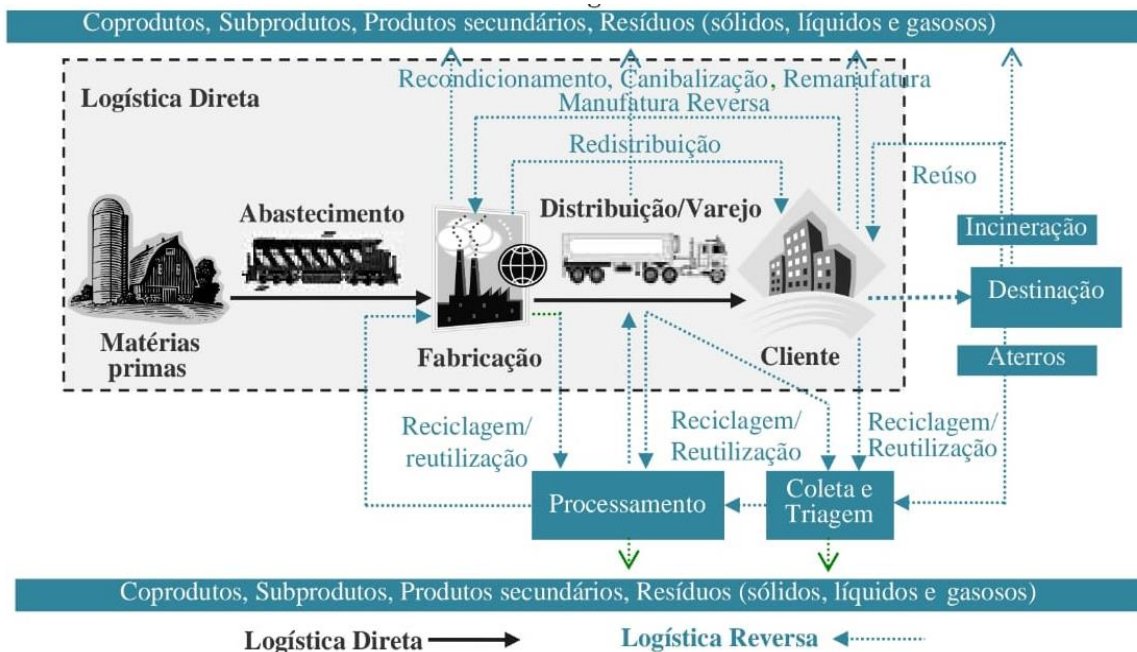 Coprodutos, Subprodutos, Produtos secundários, Resíduos (sólidos, líquidos e gasosos)
Recondicionamento, Canibalização, Remanufatura
Manufatura Reversa
Logística Direta
Redistribuição
Reúso
Abastecimento
Distribuição/Varejo
Incineração
Destinação
Matérias
primas
Fabricação
Cliente
Aterros
Reciclagem/
reutilização
Reciclagem/
Reutilização
Reciclagem/
Reutilização
Processamento
Coleta e
Triagem
Coprodutos, Subprodutos, Produtos secundários, Resíduos (sólidos, líquidos e gasosos)
Logística Direta
Logística Reversa